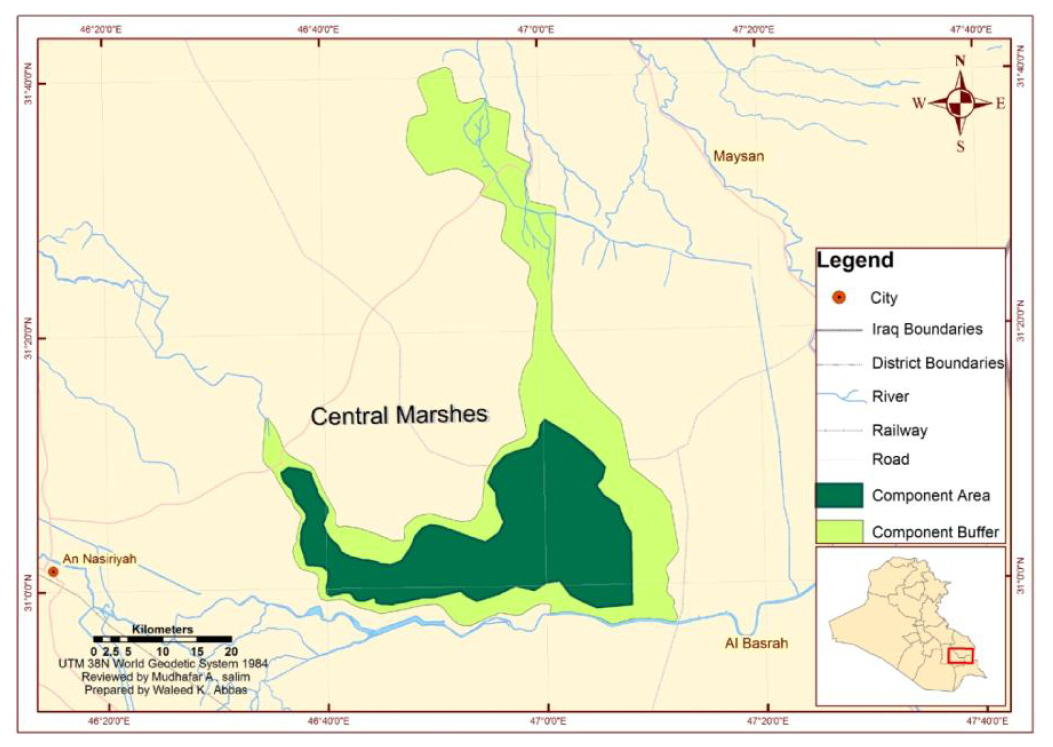 46°20'0"E 46°40'0"E 47°0'0"E 47°20'0"E 47°40'0"E
31°40'0"N
31°40'0"N
N
W E
S
Maysan
Legend
City
Iraq Boundaries
District Boundaries
River
Railway
Road
Component Area
Component Buffer
31°20'0"N
31°20'0"N
Central Marshes
An Nasiriyah
31°0'0"N
31°0'0"N
Al Basrah
Kilometers
0 2.5 5 10 15 20
UTM 38N World Geodetic System 1984
Reviewed by Mudhafar A., salim
Prepared by Waleed K., Abbas
46°20'0"E 46°40'0"E 47°0'0"E 47°20'0"E 47°40'0"E